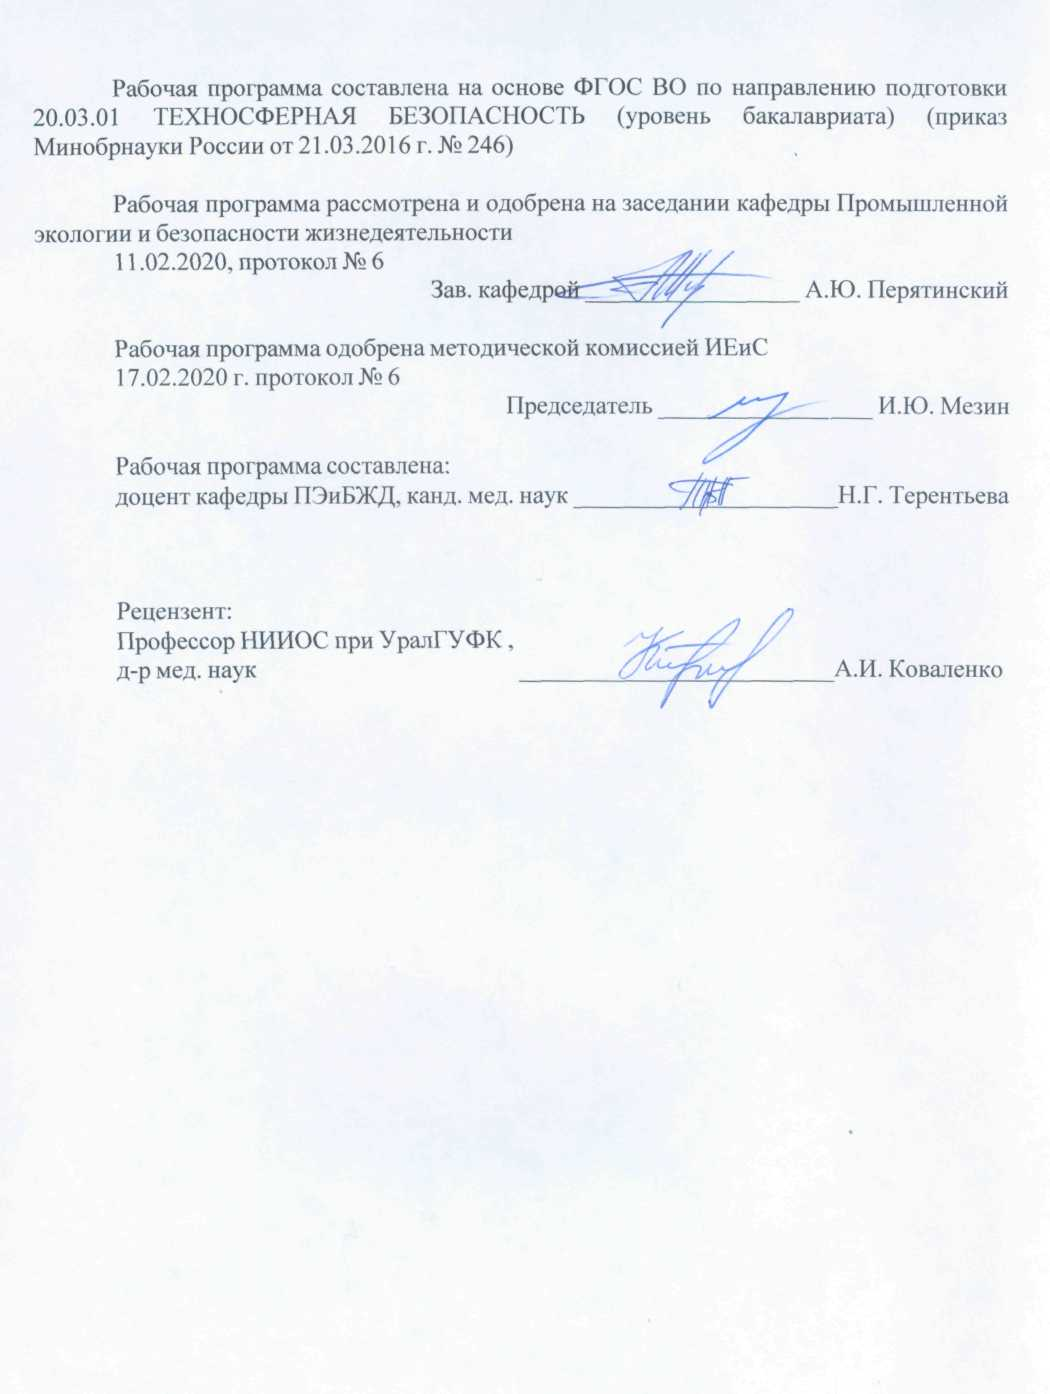 Рабочая программа составлена на основе ФГОС ВО по направлению подготовки
20.03.01 ТЕХНОСФЕРНАЯ БЕЗОПАСНОСТЬ (уровень бакалавриата) (приказ
Минобрнауки России от 21.03.2016 г. № 246)
Рабочая программа рассмотрена и одобрена на заседании кафедры Промышленной
экологии и безопасности жизнедеятельности
11.02.2020, протокол № 6
Зав. кафедрой А.Ю. Перятинский
Рабочая программа одобрена методической комиссией ИЕиС
17.02.2020 г. протокол № 6
Председатель И.Ю. Мезин
Рабочая программа составлена:
доцент кафедры ПЭиБЖД, канд. мед. наук Н.Г. Терентьева
Рецензент:
Профессор НИИОС при УралГУФК ,
д-р мед. наук А.И. Коваленко